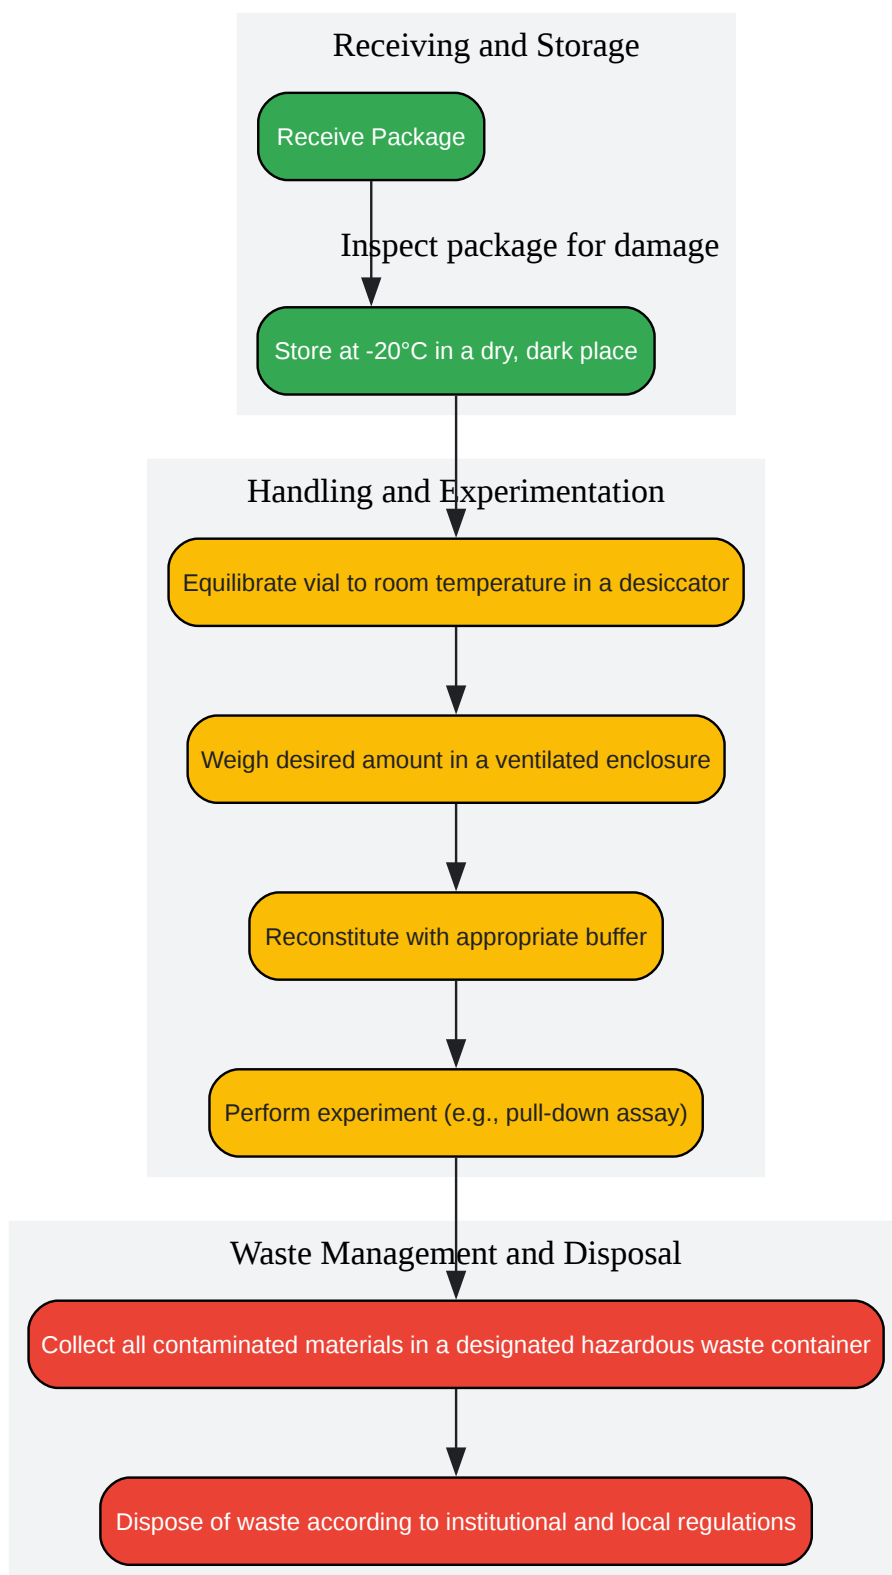 Receiving and Storage
Receive Package
Inspect package for damage
Store at -20°C in a dry, dark place
Handling and Experimentation
Equilibrate vial to room temperature in a desiccator
Weigh desired amount in a ventilated enclosure
Reconstitute with appropriate buffer
Perform experiment (e.g., pull-down assay)
Waste Management and Disposal
Collect all contaminated materials in a designated hazardous waste container
Dispose of waste according to institutional and local regulations